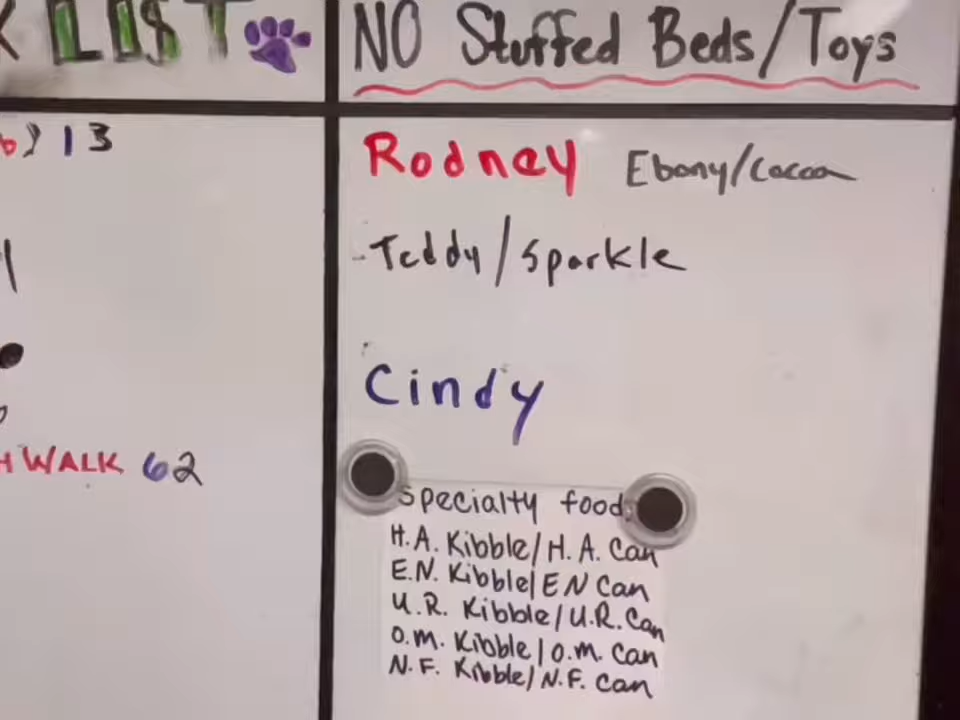 LIST
NO Stuffed Beds/Toys
13
Rodney Ebony/Cocoa
Teddy/Sparkle
Cindy
WALK 62
Specialty food
H.A. Kibble/H.A. Can
E.N. Kibble/EN Can
U.R. Kibble/U.R. Can
O.M. Kibble/O.M. Can
N.F. Kibble/N.F. Can